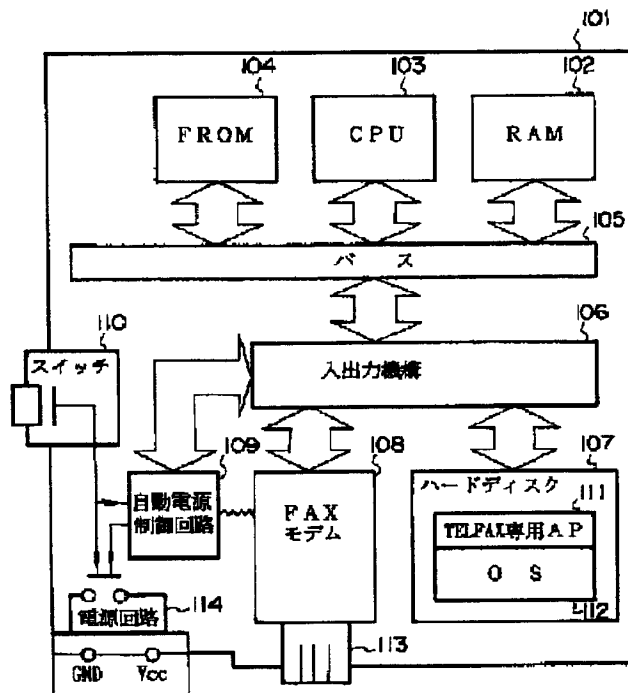 101
104
103
102
FROM
CPU
RAM
105
バス
110
106
スイッチ
入出力機構
109
108
107
自動電源
制御回路
FAX
モデム
ハードディスク
111
TELFAX専用AP
OS
112
114
電源回路
113
GND
Vcc